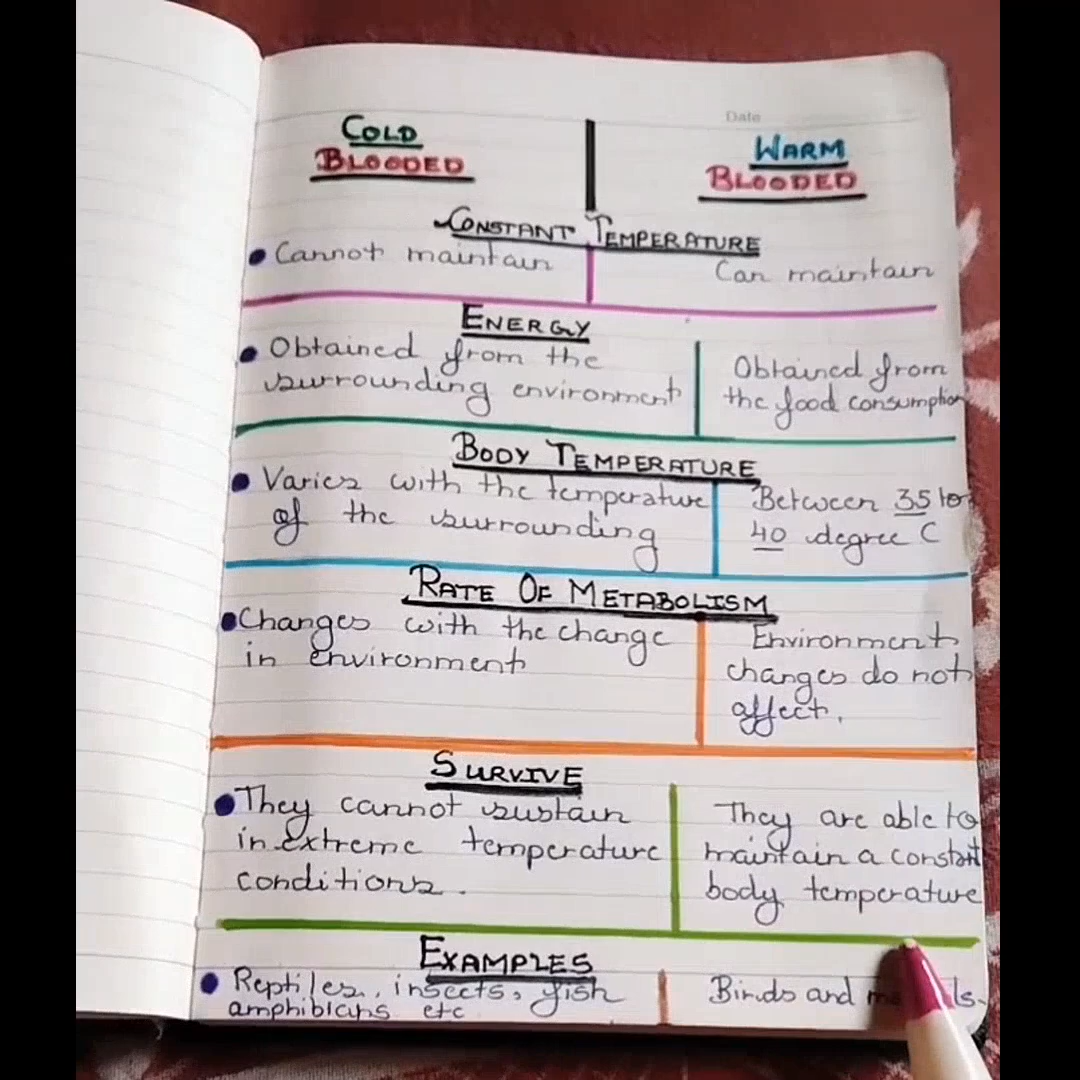 Date
COLD
BLOODED
WARM
BLOODED
CONSTANT TEMPERATURE
Cannot maintain
Can maintain
ENERGY
Obtained from the
surrounding environment
Obtained from
the food consumption
BODY TEMPERATURE
Varies with the temperature
of the surrounding
Between 35 to
40 degree C
RATE OF METABOLISM
Changes with the change
in environment
Environment
changes do not
affect.
SURVIVE
They cannot sustain
in extreme temperature
conditions.
They are able to
maintain a constant
body temperature
EXAMPLES
Reptiles, insects, fish
amphibians etc
Birds and